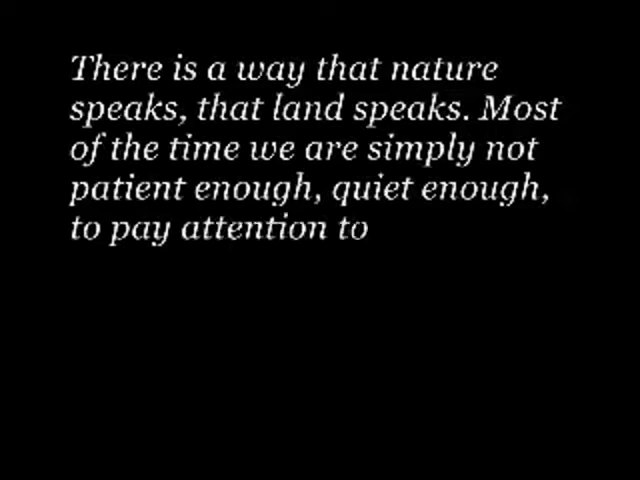 There is a way that nature
speaks, that land speaks. Most
of the time we are simply not
patient enough, quiet enough,
to pay attention to